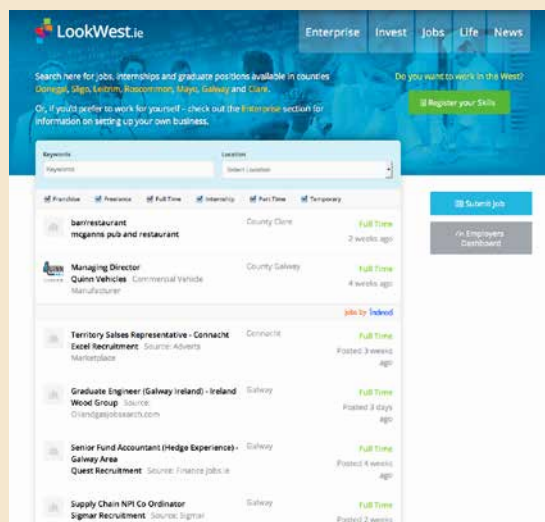 LookWest.ie
Enterprise Invest Jobs Life News
Search here for jobs, internships and graduate positions available in counties
Donegal, Sligo, Leitrim, Roscommon, Mayo, Galway and Clare.
Or, if you'd prefer to work for yourself – check out the Enterprise section for
information on setting up your own business.
Do you want to work in the West?
Register your Skills
Keywords
Location
Keywords
Select Location
Franchise Freelance Full Time Internship Part Time Temporary
Submit Job
Employers
Dashboard
bar/restaurant County Clare Full Time
mcganns pub and restaurant 2 weeks ago
QUINN
Managing Director County Galway Full Time
Quinn Vehicles Commercial Vehicle 4 weeks ago
Manufacturer
jobs by indeed
Territory Salses Representative - Connacht Connacht Full Time
Excel Recruitment Source: Adverts Posted 3 weeks
Marketplace ago
Graduate Engineer (Galway Ireland) - Ireland Galway Full Time
Wood Group Source: Posted 3 days
Oilandgasjobsearch.com ago
Senior Fund Accountant (Hedge Experience) - Galway Full Time
Galway Area Posted 4 weeks
Quest Recruitment Source: Finance Jobs.ie ago
Supply Chain NPI Co Ordinator Galway Full Time
Sigmar Recruitment Source: Sigmar Posted 2 weeks